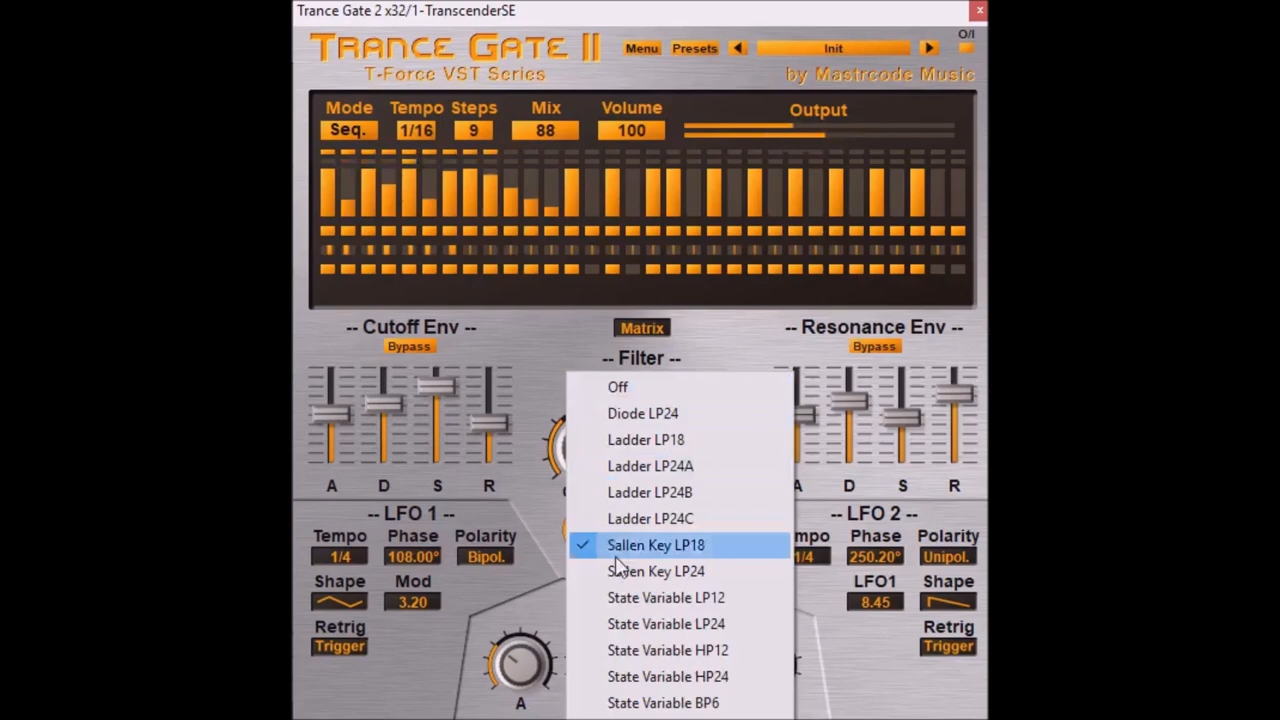 Trance Gate 2 x32/1-TranscenderSE
x
TRANCE GATE II
Menu Presets Init O/I
T-Force VST Series
by Mastrcode Music
Mode Tempo Steps Mix Volume Output
Seq. 1/16 9 88 100
-- Cutoff Env --
Bypass
Matrix
-- Filter --
-- Resonance Env --
Bypass
A D S R
A D S R
Off
Diode LP24
Ladder LP18
Ladder LP24A
Ladder LP24B
Ladder LP24C
Sallen Key LP18
Sallen Key LP24
State Variable LP12
State Variable LP24
State Variable HP12
State Variable HP24
State Variable BP6
-- LFO 1 --
Tempo Phase Polarity
1/4 108.00° Bipol.
Shape Mod
3.20
Retrig
Trigger
A
-- LFO 2 --
Phase Polarity
1/4 250.20° Unipol.
LFO1 Shape
8.45
Retrig
Trigger